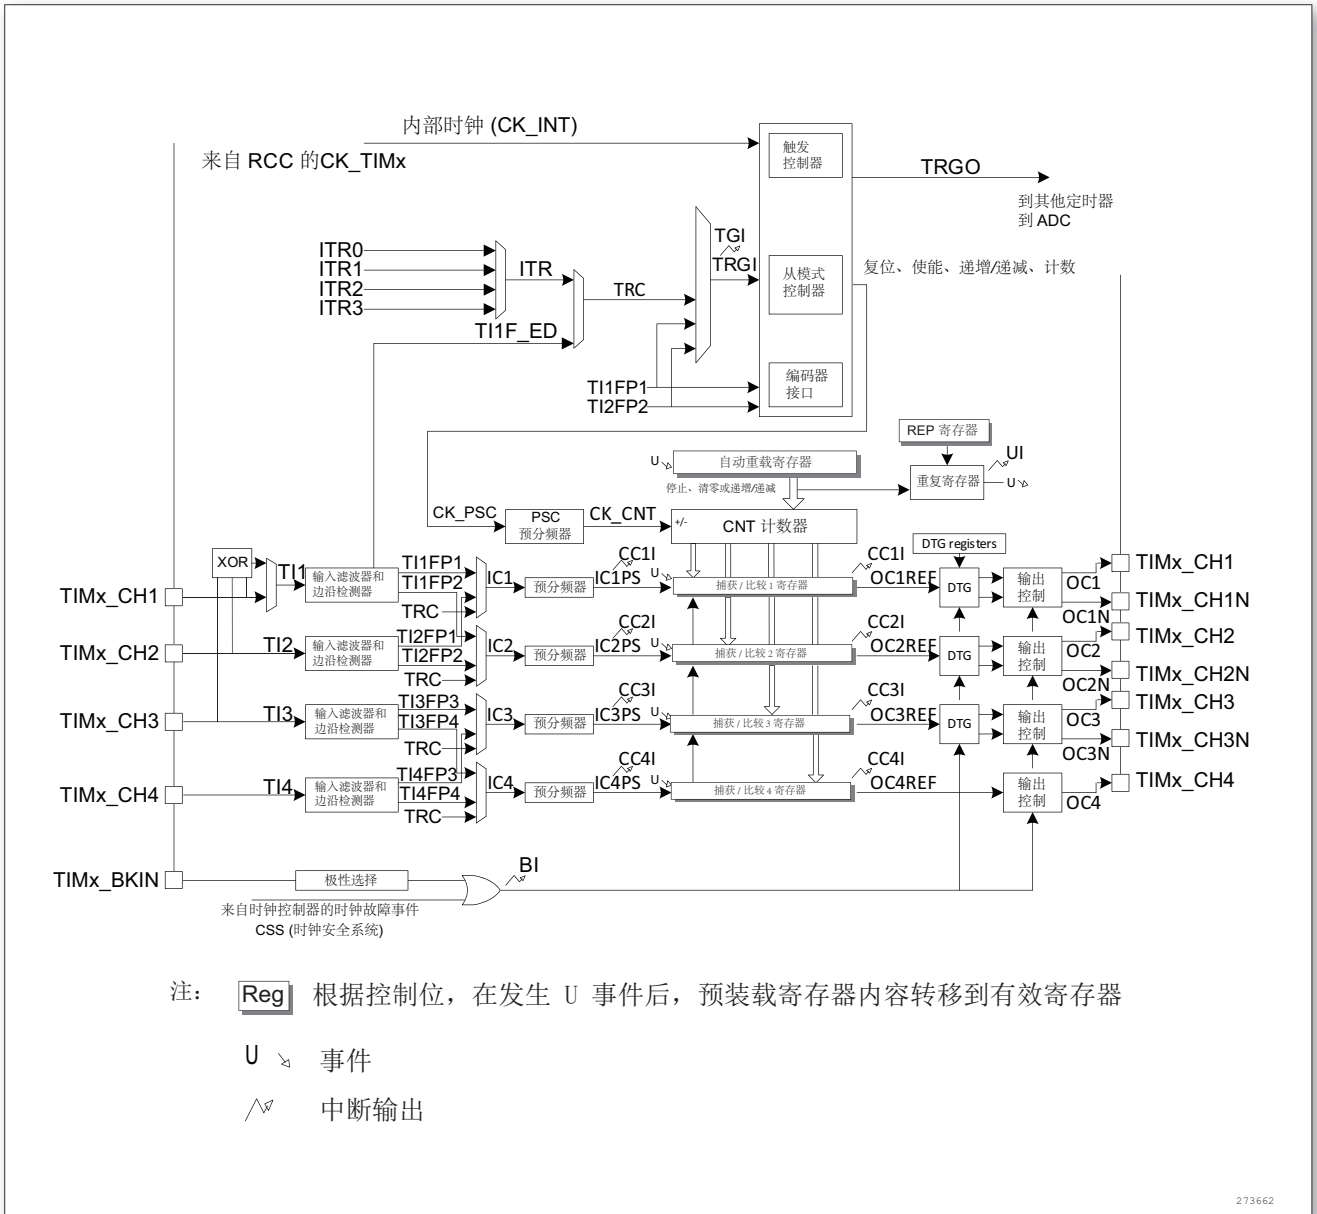 内部时钟 (CK_INT)
来自 RCC 的CK_TIMx
触发
控制器
TRGO
到其他定时器
到 ADC
ITR0
ITR1
ITR2
ITR3
ITR
TI1F_ED
TRC
TGI
TRGI
从模式
控制器
复位、使能、递增/递减、计数
编码器
接口
TI1FP1
TI2FP2
REP 寄存器
UI
U
自动重载寄存器
重复寄存器
U
停止、清零或递增/递减
CK_PSC
PSC
预分频器
CK_CNT
+/-
CNT 计数器
DTG registers
XOR
TI1
输入滤波器和
边沿检测器
TI1FP1
TI1FP2
TRC
IC1
预分频器
CC1I
IC1PS
U
捕获 / 比较 1 寄存器
CC1I
OC1REF
DTG
输出
控制
OC1
OC1N
TIMx_CH1
TIMx_CH1
TIMx_CH1N
TIMx_CH2
TI2
输入滤波器和
边沿检测器
TI2FP1
TI2FP2
TRC
IC2
预分频器
CC2I
IC2PS
U
捕获 / 比较 2 寄存器
CC2I
OC2REF
DTG
输出
控制
OC2
OC2N
TIMx_CH2
TIMx_CH2N
TIMx_CH3
TI3
输入滤波器和
边沿检测器
TI3FP3
TI3FP4
TRC
IC3
预分频器
CC3I
IC3PS
U
捕获 / 比较 3 寄存器
CC3I
OC3REF
DTG
输出
控制
OC3
OC3N
TIMx_CH3
TIMx_CH3N
TIMx_CH4
TI4
输入滤波器和
边沿检测器
TI4FP3
TI4FP4
TRC
IC4
预分频器
CC4I
IC4PS
U
捕获 / 比较 4 寄存器
CC4I
OC4REF
输出
控制
OC4
TIMx_CH4
TIMx_BKIN
极性选择
BI
来自时钟控制器的时钟故障事件
CSS (时钟安全系统)
注：
Reg 根据控制位，在发生 U 事件后，预装载寄存器内容转移到有效寄存器
U 事件
中断输出
273662